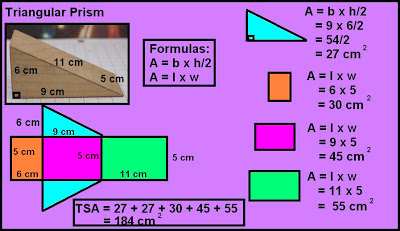 Triangular Prism
6 cm
11 cm
5 cm
9 cm
Formulas:
A = b x h/2
A = l x w
A = b x h/2
= 9 x 6/2
= 54/2
= 27 cm²
A = l x w
= 6 x 5
= 30 cm²
A = l x w
= 9 x 5
= 45 cm²
A = l x w
= 11 x 5
= 55 cm²
6 cm
9 cm
5 cm
5 cm
5 cm
6 cm
11 cm
TSA = 27 + 27 + 30 + 45 + 55
= 184 cm²